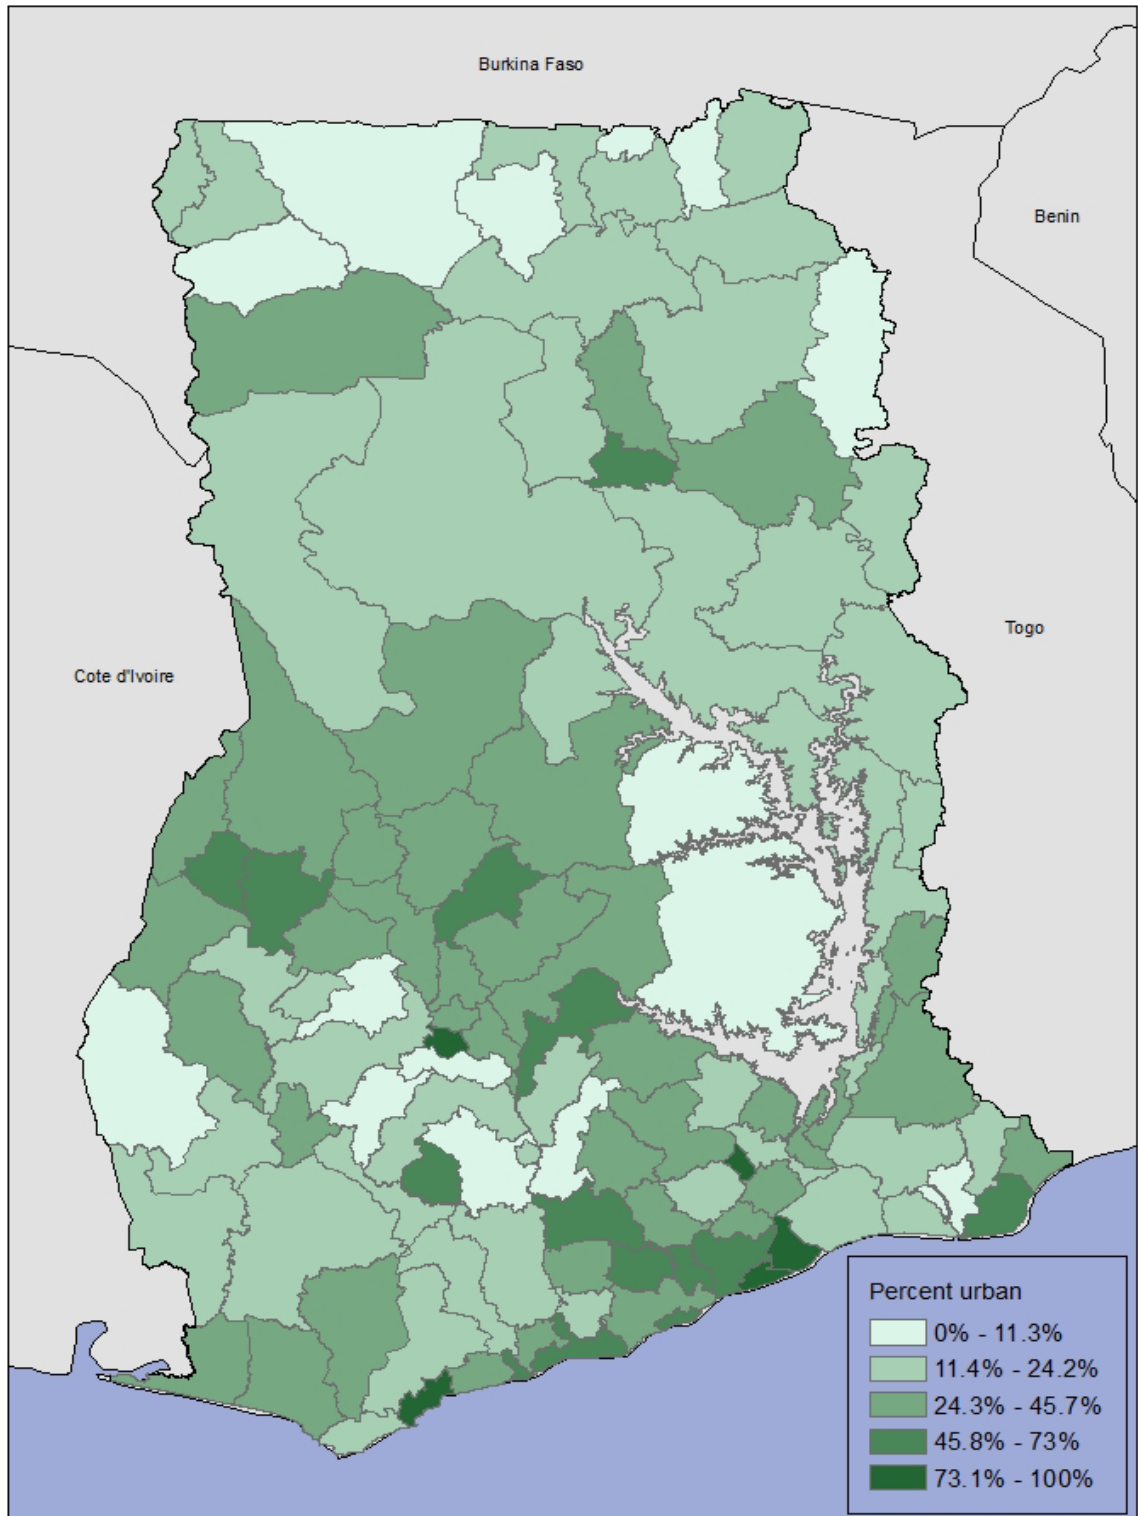 Burkina Faso
Benin
Togo
Cote d'Ivoire
Percent urban
0% - 11.3%
11.4% - 24.2%
24.3% - 45.7%
45.8% - 73%
73.1% - 100%